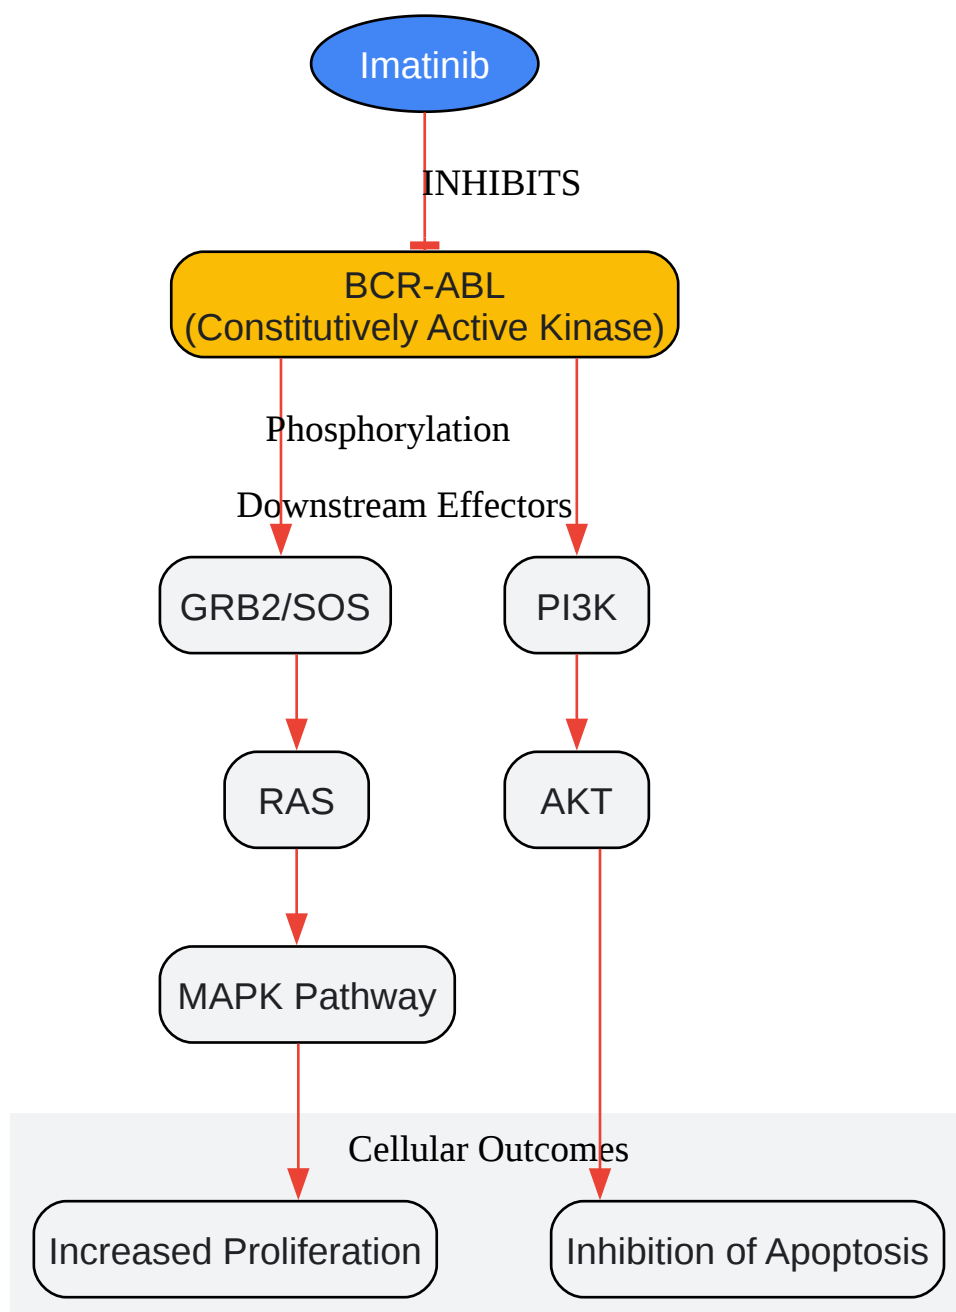 Imatinib
INHIBITS
BCR-ABL
(Constitutively Active Kinase)
Phosphorylation
Downstream Effectors
GRB2/SOS
PI3K
RAS
AKT
MAPK Pathway
Cellular Outcomes
Increased Proliferation
Inhibition of Apoptosis